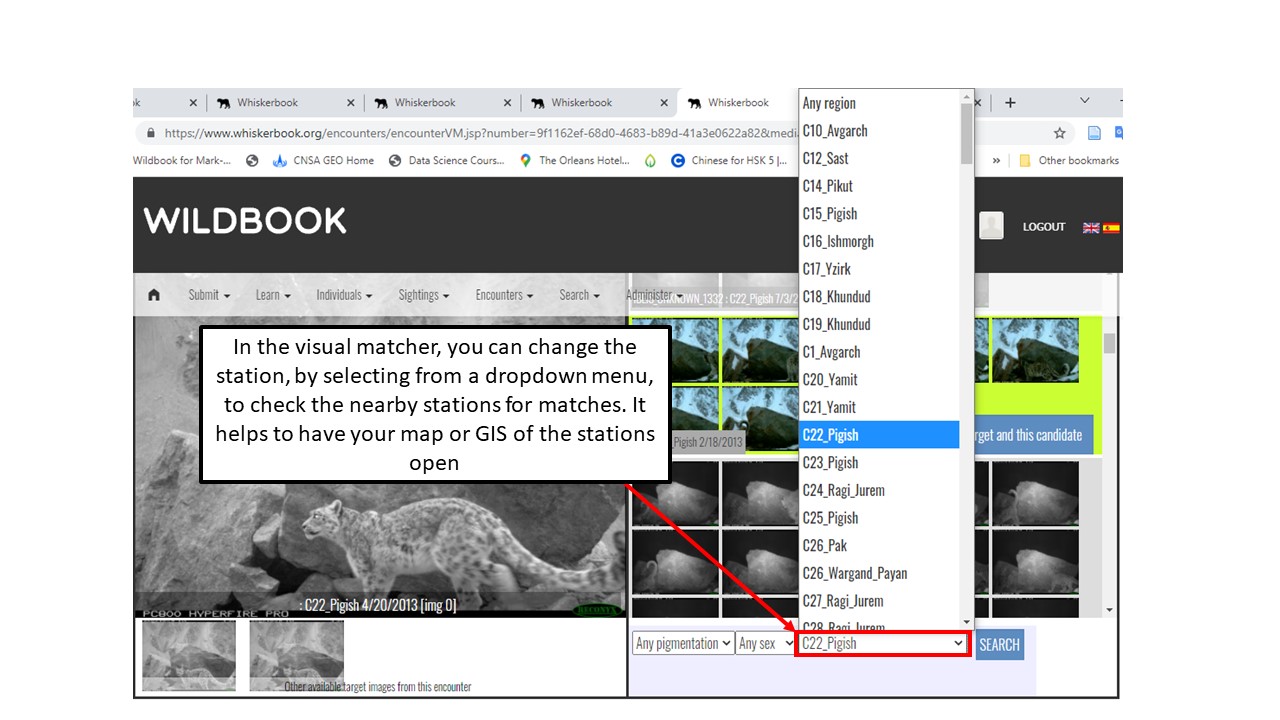 Whiskerbook
Whiskerbook
Whiskerbook
Whiskerbook
https://www.whiskerbook.org/encounters/encounterVM.jsp?number=9f1162ef-68d0-4683-b89d-41a3e0622a82&medi
Wildbook for Mark-...
CNSA GEO Home
Data Science Cours...
The Orleans Hotel...
Chinese for HSK 5 |...
»
Other bookmarks
WILDBOOK
LOGOUT
Submit
Learn
Individuals
Sightings
Encounters
Search
Administer
: C22_Pigish 7/3/2
In the visual matcher, you can change the
station, by selecting from a dropdown menu,
to check the nearby stations for matches. It
helps to have your map or GIS of the stations
open
Pigish 2/18/2013
rget and this candidate
Any region
C10_Avgarch
C12_Sast
C14_Pikut
C15_Pigish
C16_Ishmorgh
C17_Yzirk
C18_Khundud
C19_Khundud
C1_Avgarch
C20_Yamit
C21_Yamit
C22_Pigish
C23_Pigish
C24_Ragi_Jurem
C25_Pigish
C26_Pak
C26_Wargand_Payan
C27_Ragi_Jurem
C28_Ragi_Jurem
: C22_Pigish 4/20/2013 [img 0]
PC800 HYPERFIRE PRO
RECONYX
Other available target images from this encounter
Any pigmentation
Any sex
C22_Pigish
SEARCH